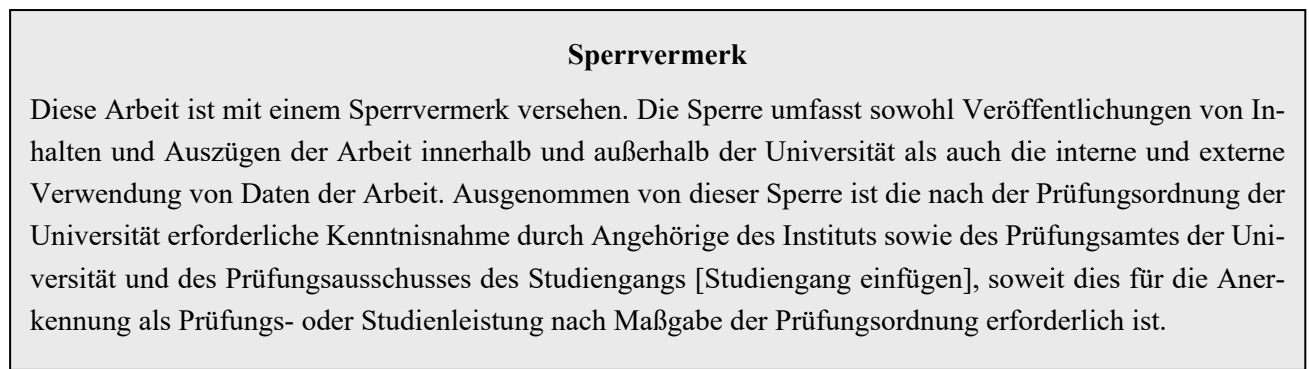 Sperrvermerk
Diese Arbeit ist mit einem Sperrvermerk versehen. Die Sperre umfasst sowohl Veröffentlichungen von In-
halten und Auszügen der Arbeit innerhalb und außerhalb der Universität als auch die interne und externe
Verwendung von Daten der Arbeit. Ausgenommen von dieser Sperre ist die nach der Prüfungsordnung der
Universität erforderliche Kenntnisnahme durch Angehörige des Instituts sowie des Prüfungsamtes der Uni-
versität und des Prüfungsausschusses des Studiengangs [Studiengang einfügen], soweit dies für die Aner-
kennung als Prüfungs- oder Studienleistung nach Maßgabe der Prüfungsordnung erforderlich ist.